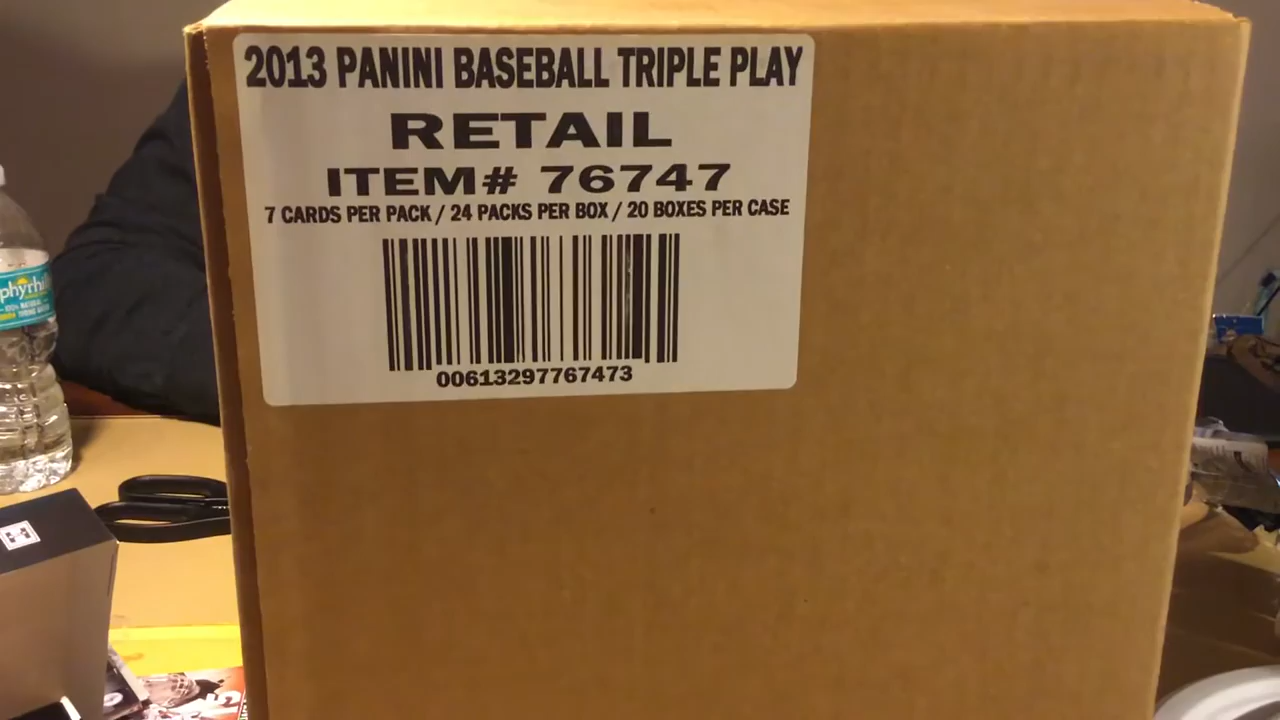 2013 PANINI BASEBALL TRIPLE PLAY
RETAIL
ITEM# 76747
7 CARDS PER PACK / 24 PACKS PER BOX / 20 BOXES PER CASE
00613297767473
phyrhil